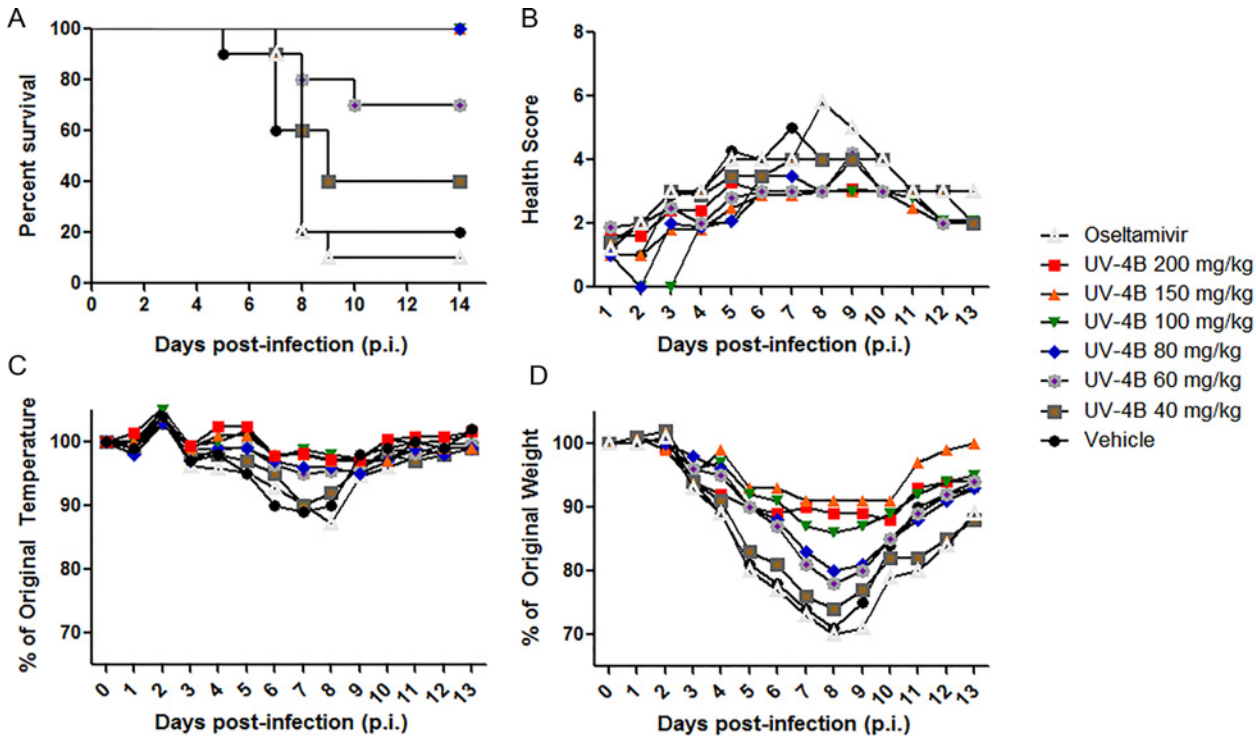 A
Percent survival
100
80
60
40
20
0
0 2 4 6 8 10 12 14
Days post-infection (p.i.)
B
Health Score
8
6
4
2
0
1 2 3 4 5 6 7 8 9 10 11 12 13
Days post-infection (p.i.)
Oseltamivir
UV-4B 200 mg/kg
UV-4B 150 mg/kg
UV-4B 100 mg/kg
UV-4B 80 mg/kg
UV-4B 60 mg/kg
UV-4B 40 mg/kg
Vehicle
C
% of Original Temperature
100
90
80
70
0 1 2 3 4 5 6 7 8 9 10 11 12 13
Days post-infection (p.i.)
D
% of Original Weight
100
90
80
70
0 1 2 3 4 5 6 7 8 9 10 11 12 13
Days post-infection (p.i.)